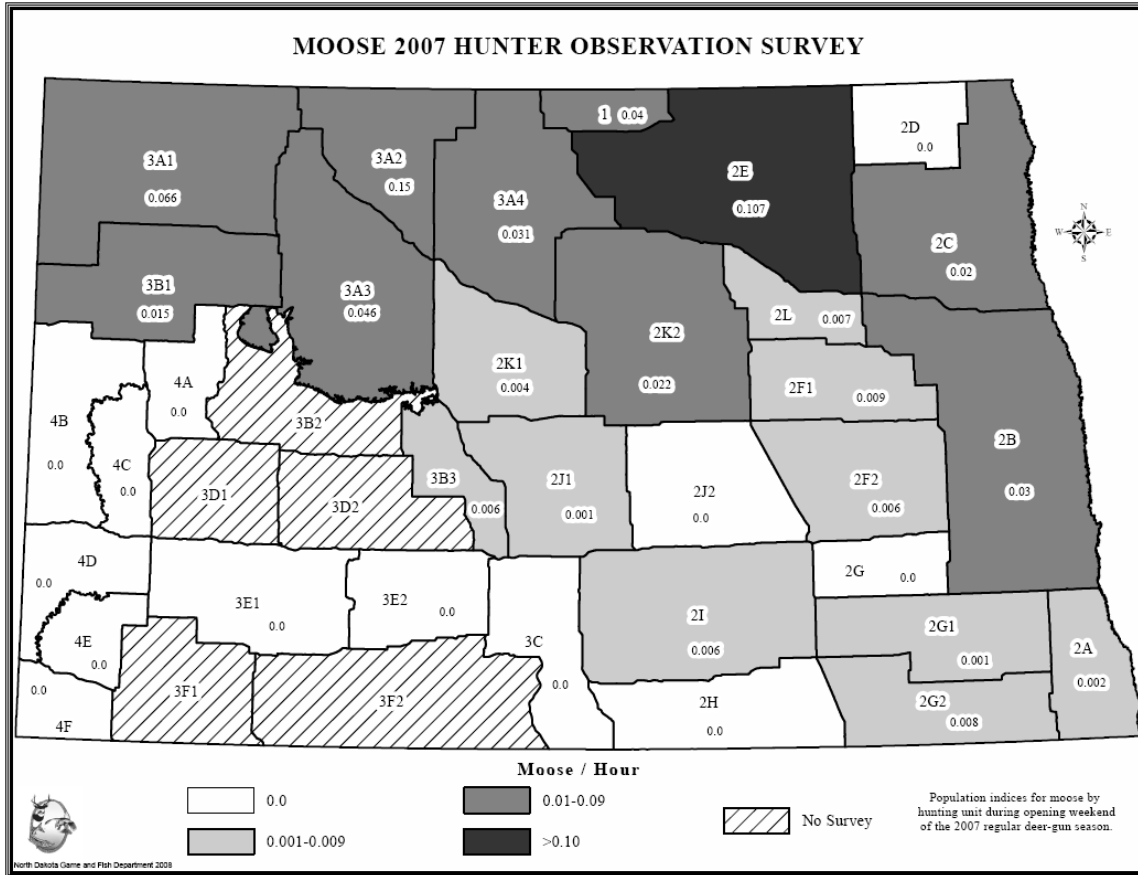 MOOSE 2007 HUNTER OBSERVATION SURVEY
1 0.04
2D
0.0
3A1
0.066
3A2
0.15
3A4
0.031
2E
0.107
2C
0.02
N
W E
S
3B1
0.015
3A3
0.046
2K2
0.022
2L 0.007
2K1
0.004
2F1
0.009
4A
0.0
4B
0.0
4C
0.0
3B2
2B
0.03
3D1
3D2
3B3
0.006
2J1
0.001
2J2
0.0
2F2
0.006
4D
0.0
3E1
0.0
3E2
0.0
2G 0.0
4E
0.0
3C
0.0
2I
0.006
2G1
0.001
2A
0.002
0.0
4F
3F1
3F2
2H
0.0
2G2
0.008
Moose / Hour
0.0
0.01-0.09
0.001-0.009
>0.10
No Survey
Population indices for moose by
hunting unit during opening weekend
of the 2007 regular deer-gun season.
North Dakota Game and Fish Department 2008